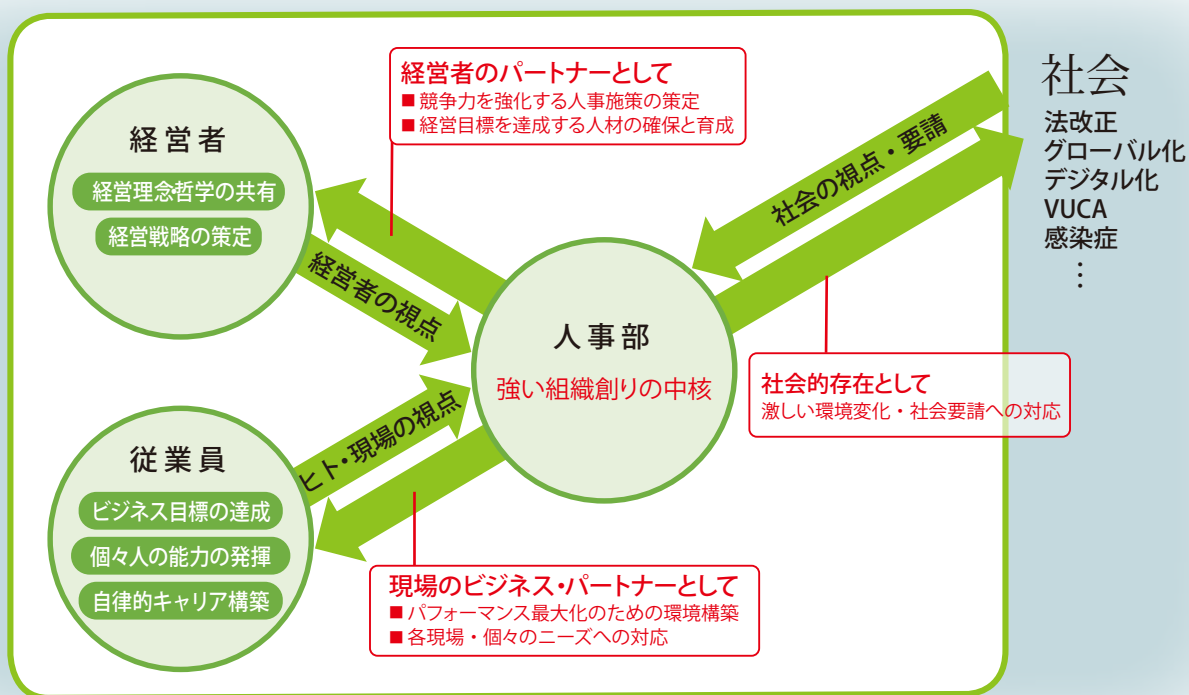 経営者のパートナーとして
■ 競争力を強化する人事施策の策定
■ 経営目標を達成する人材の確保と育成
社会
法改正
グローバル化
デジタル化
VUCA
感染症
⋮
経営者
経営理念哲学の共有
経営戦略の策定
社会の視点・要請
経営者の視点
人事部
強い組織創りの中核
社会的存在として
激しい環境変化・社会要請への対応
ヒト・現場の視点
従業員
ビジネス目標の達成
個々人の能力の発揮
自律的キャリア構築
現場のビジネス・パートナーとして
■ パフォーマンス最大化のための環境構築
■ 各現場・個々のニーズへの対応